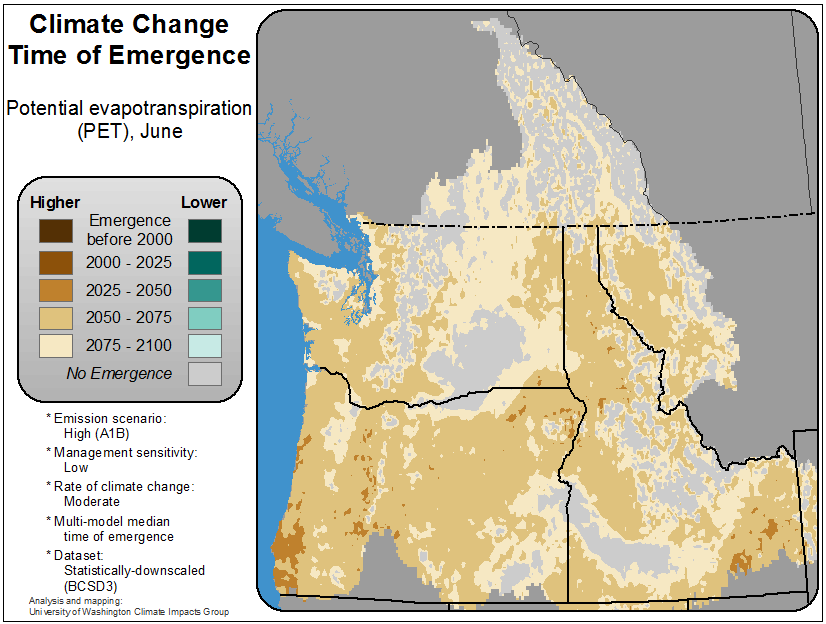 Climate Change
Time of Emergence
Potential evapotranspiration
(PET), June
Higher Lower
Emergence
before 2000
2000 - 2025
2025 - 2050
2050 - 2075
2075 - 2100
No Emergence
* Emission scenario:
High (A1B)
* Management sensitivity:
Low
* Rate of climate change:
Moderate
* Multi-model median
time of emergence
* Dataset:
Statistically-downscaled
(BCSD3)
Analysis and mapping:
University of Washington Climate Impacts Group